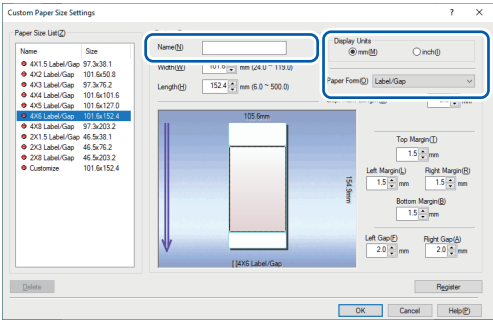 Custom Paper Size Settings ? ×
Paper Size List(Z)
Name Size
4X1.5 Label/Gap 97.3x38.1
4X2 Label/Gap 101.6x50.8
4X3 Label/Gap 97.3x76.2
4X4 Label/Gap 101.6x101.6
4X5 Label/Gap 101.6x127.0
4X6 Label/Gap 101.6x152.4
4X8 Label/Gap 97.3x203.2
2X1.5 Label/Gap 46.5x38.1
2X3 Label/Gap 46.5x76.2
2X8 Label/Gap 46.5x203.2
Customize 101.6x152.4
Delete
Name(N)
Width(W) 101.6 mm (24.0 ~ 119.0)
Length(H) 152.4 mm (6.0 ~ 500.0)
Display Units
mm(M) inch(I)
Paper Form(O) Label/Gap
mm
105.6mm
154.9mm
[ ]4X6 Label/Gap
Top Margin(T)
1.5 mm
Left Margin(L) Right Margin(R)
1.5 mm 1.5 mm
Bottom Margin(B)
1.5 mm
Left Gap(F) Right Gap(A)
2.0 mm 2.0 mm
Register
OK Cancel Help(P)